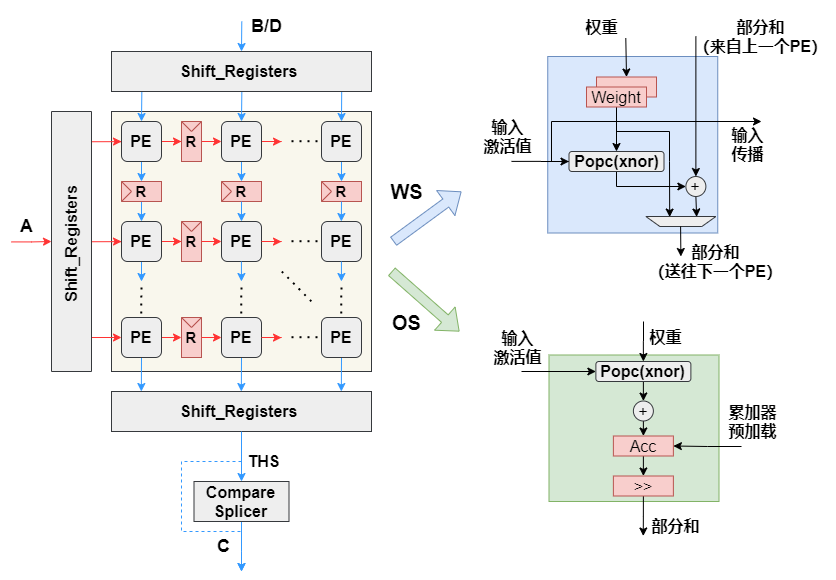 B/D
Shift_Registers
Shift_Registers
A
PE
R
PE
PE
R
R
R
PE
R
PE
PE
PE
R
PE
PE
Shift_Registers
THS
Compare
Splicer
C
WS
OS
权重
部分和
(来自上一个PE)
Weight
输入
激活值
Popc(xnor)
+
输入
传播
部分和
(送往下一个PE)
输入
激活值
权重
Popc(xnor)
+
累加器
预加载
Acc
>>
部分和